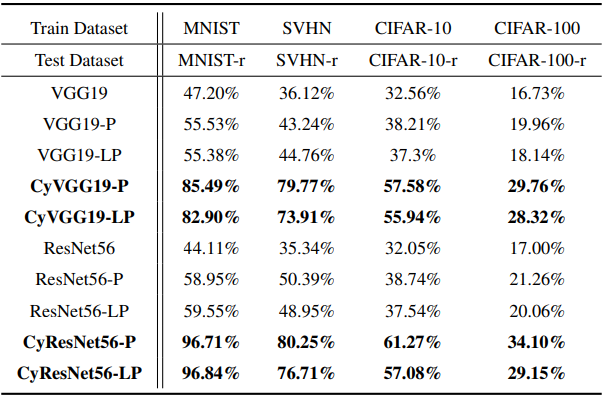 Train Dataset MNIST SVHN CIFAR-10 CIFAR-100
Test Dataset MNIST-r SVHN-r CIFAR-10-r CIFAR-100-r
VGG19 47.20% 36.12% 32.56% 16.73%
VGG19-P 55.53% 43.24% 38.21% 19.96%
VGG19-LP 55.38% 44.76% 37.3% 18.14%
CyVGG19-P 85.49% 79.77% 57.58% 29.76%
CyVGG19-LP 82.90% 73.91% 55.94% 28.32%
ResNet56 44.11% 35.34% 32.05% 17.00%
ResNet56-P 58.95% 50.39% 38.74% 21.26%
ResNet56-LP 59.55% 48.95% 37.54% 20.06%
CyResNet56-P 96.71% 80.25% 61.27% 34.10%
CyResNet56-LP 96.84% 76.71% 57.08% 29.15%